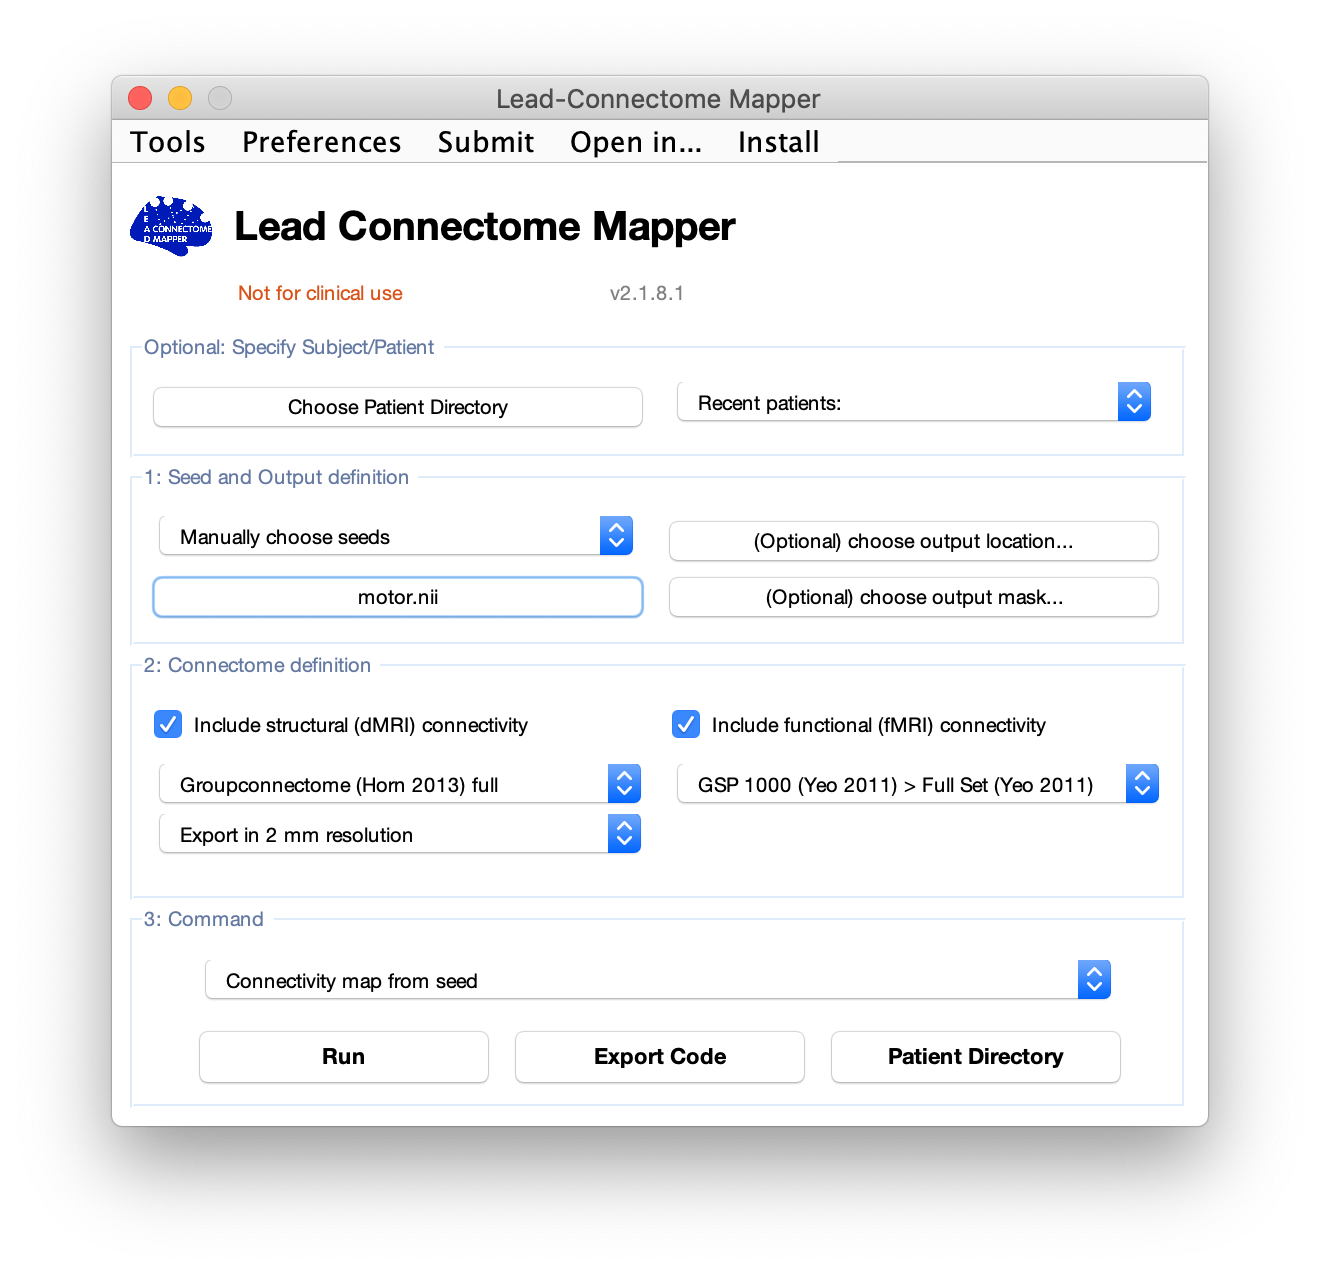 Lead-Connectome Mapper
Tools Preferences Submit Open in... Install
L
E
A CONNECTOME
D MAPPER
Lead Connectome Mapper
Not for clinical use v2.1.8.1
Optional: Specify Subject/Patient
Choose Patient Directory Recent patients:
1: Seed and Output definition
Manually choose seeds (Optional) choose output location...
motor.nii (Optional) choose output mask...
2: Connectome definition
Include structural (dMRI) connectivity Include functional (fMRI) connectivity
Groupconnectome (Horn 2013) full GSP 1000 (Yeo 2011) > Full Set (Yeo 2011)
Export in 2 mm resolution
3: Command
Connectivity map from seed
Run Export Code Patient Directory